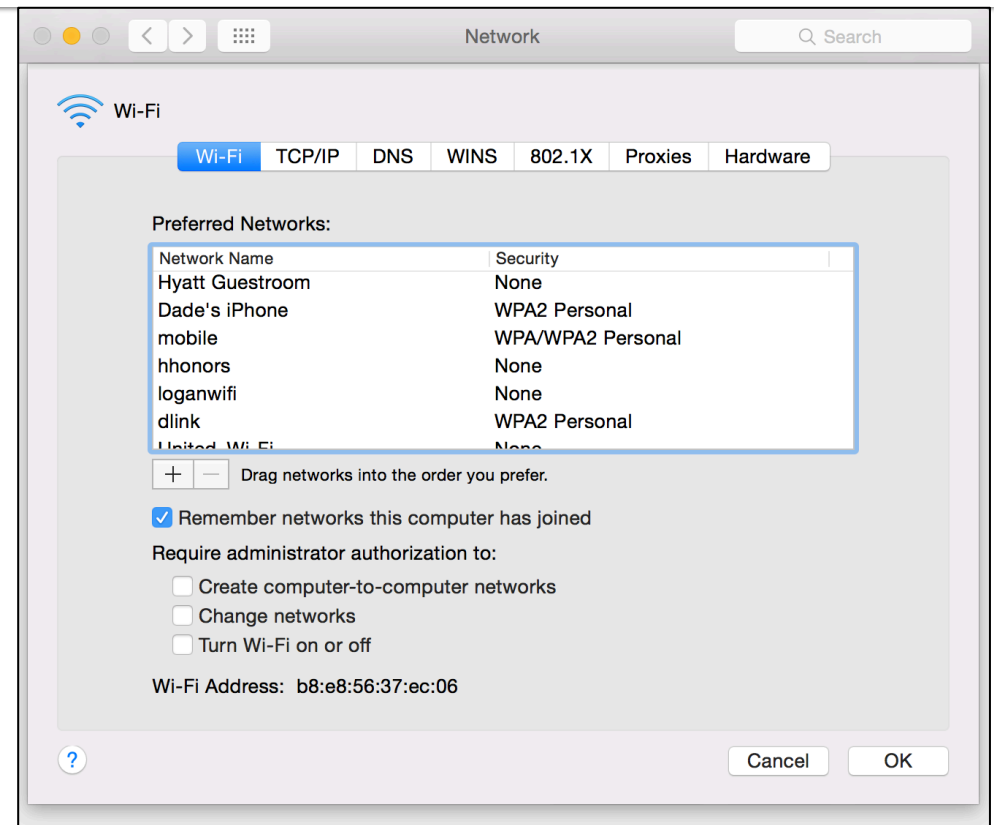 Network
Search
Wi-Fi
Wi-Fi TCP/IP DNS WINS 802.1X Proxies Hardware
Preferred Networks:
Network Name Security
Hyatt Guestroom None
Dade's iPhone WPA2 Personal
mobile WPA/WPA2 Personal
hhonors None
loganwifi None
dlink WPA2 Personal
United_Wi-Fi None
+ − Drag networks into the order you prefer.
Remember networks this computer has joined
Require administrator authorization to:
Create computer-to-computer networks
Change networks
Turn Wi-Fi on or off
Wi-Fi Address: b8:e8:56:37:ec:06
? Cancel OK